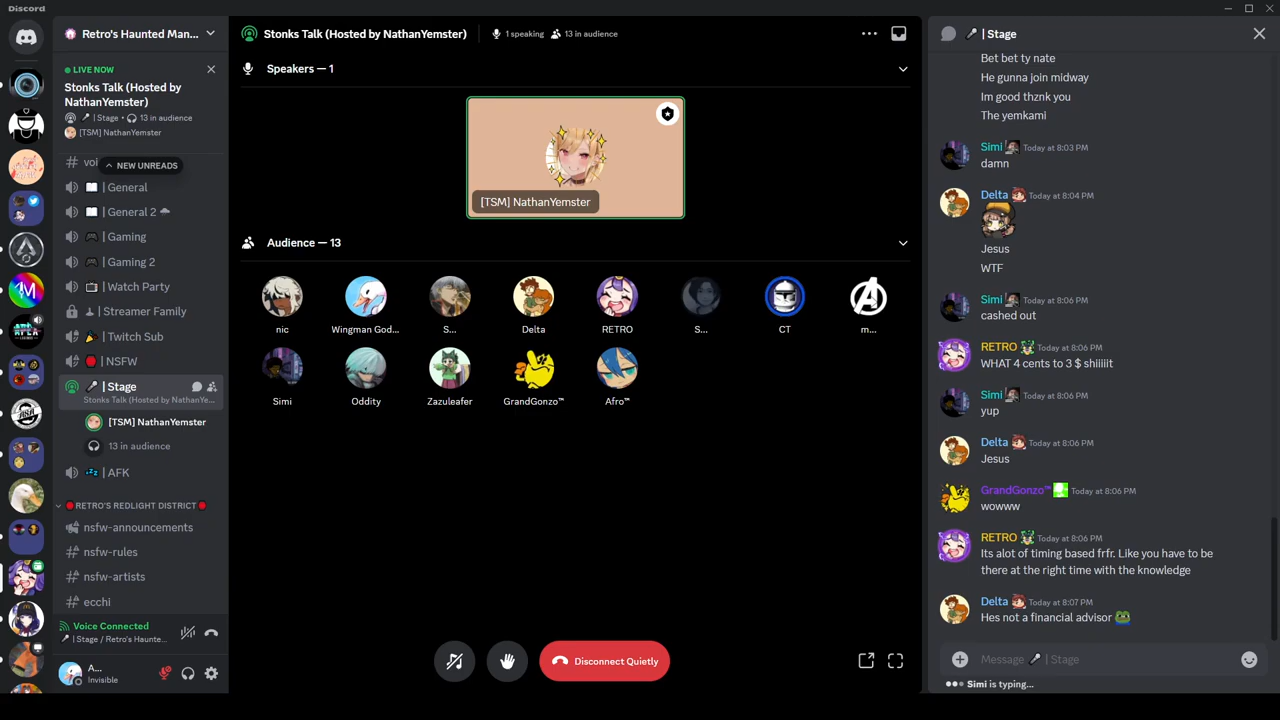 Discord
Retro's Haunted Man...
LIVE NOW
Stonks Talk (Hosted by
NathanYemster)
| Stage • 13 in audience
[TSM] NathanYemster
voi
NEW UNREADS
| General
| General 2
| Gaming
| Gaming 2
| Watch Party
| Streamer Family
| Twitch Sub
| NSFW
| Stage
Stonks Talk (Hosted by NathanYe...
[TSM] NathanYemster
13 in audience
| AFK
RETRO'S REDLIGHT DISTRICT
nsfw-announcements
nsfw-rules
nsfw-artists
ecchi
Voice Connected
| Stage / Retro's Haunte...
A...
Invisible
Stonks Talk (Hosted by NathanYemster)
1 speaking
13 in audience
Speakers — 1
[TSM] NathanYemster
Audience — 13
nic
Wingman God...
S...
Delta
RETRO
S...
CT
m...
Simi
Oddity
Zazuleafer
GrandGonzo™
Afro™
Disconnect Quietly
| Stage
Bet bet ty nate
He gunna join midway
Im good thznk you
The yemkami
Simi Today at 8:03 PM
damn
Delta Today at 8:04 PM
Jesus
WTF
Simi Today at 8:06 PM
cashed out
RETRO Today at 8:06 PM
WHAT 4 cents to 3 $ shiiiiit
Simi Today at 8:06 PM
yup
Delta Today at 8:06 PM
Jesus
GrandGonzo™ Today at 8:06 PM
wowww
RETRO Today at 8:06 PM
Its alot of timing based frfr. Like you have to be
there at the right time with the knowledge
Delta Today at 8:07 PM
Hes not a financial advisor
Message | Stage
Simi is typing...